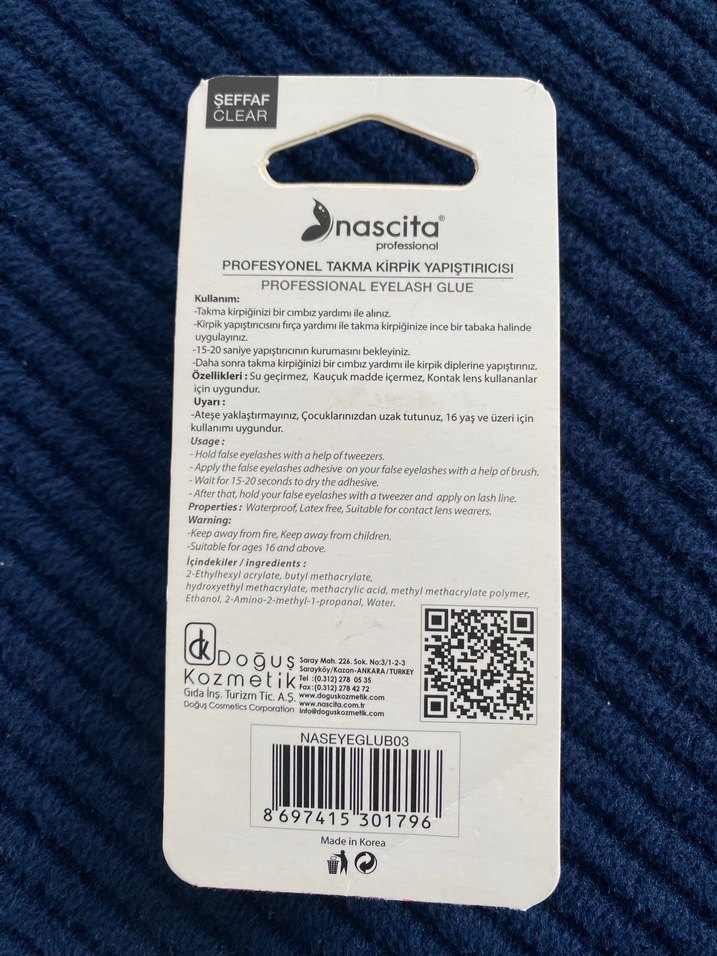 ŞEFFAF
CLEAR
nascita®
professional
PROFESYONEL TAKMA KİRPİK YAPIŞTIRICISI
PROFESSIONAL EYELASH GLUE
Kullanım:
-Takma kirpiğinizi bir cımbız yardımı ile alınız.
-Kirpik yapıştırıcısını fırça yardımı ile takma kirpiğinize ince bir tabaka halinde
uygulayınız.
-15-20 saniye yapıştırıcının kurumasını bekleyiniz.
-Daha sonra takma kirpiğinizi bir cımbız yardımı ile kirpik diplerine yapıştırınız.
Özellikleri : Su geçirmez, Kauçuk madde içermez, Kontak lens kullananlar
için uygundur.
Uyarı :
-Ateşe yaklaştırmayınız, Çocuklarınızdan uzak tutunuz, 16 yaş ve üzeri için
kullanımı uygundur.
Usage :
- Hold false eyelashes with a help of tweezers.
- Apply the false eyelashes adhesive on your false eyelashes with a help of brush.
- Wait for 15-20 seconds to dry the adhesive.
- After that, hold your false eyelashes with a tweezer and apply on lash line.
Properties : Waterproof, Latex free, Suitable for contact lens wearers.
Warning:
-Keep away from fire, Keep away from children.
-Suitable for ages 16 and above.
İçindekiler / ingredients :
2-Ethylhexyl acrylate, butyl methacrylate,
hydroxyethyl methacrylate, methacrylic acid, methyl methacrylate polymer,
Ethanol, 2-Amino-2-methyl-1-propanal, Water.
dk Doğuş
Kozmetik
Gıda İnş. Turizm Tic. A.Ş.
Doğuş Cosmetics Corporation
Saray Mah. 226. Sok. No:3/1-2-3
Sarayköy/Kazan-ANKARA/TURKEY
Tel :(0.312) 278 05 35
Fax:(0.312) 278 42 72
www.doguskozmetik.com
www.nascita.com.tr
info@doguskozmetik.com
NASEYEGLUB03
8 697415 301796
Made in Korea